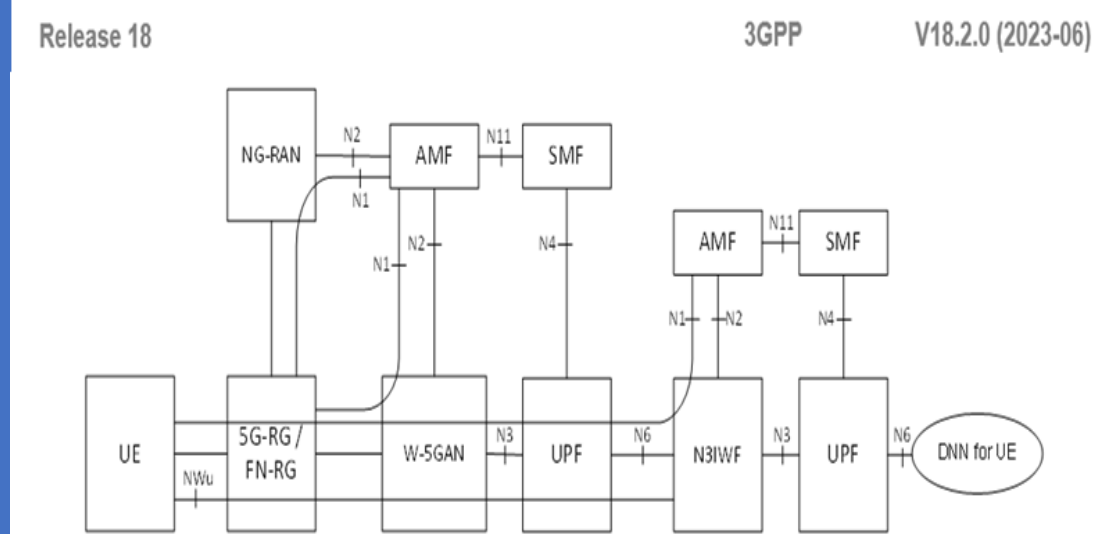 Release 18 3GPP V18.2.0 (2023-06)
NG-RAN
N2
AMF
N11
SMF
N1
N2
N1
N4
AMF
N11
SMF
N1
N2
N4
UE
5G-RG /
FN-RG
W-5GAN
N3
UPF
N6
N3IWF
N3
UPF
N6
DNN for UE
NWu